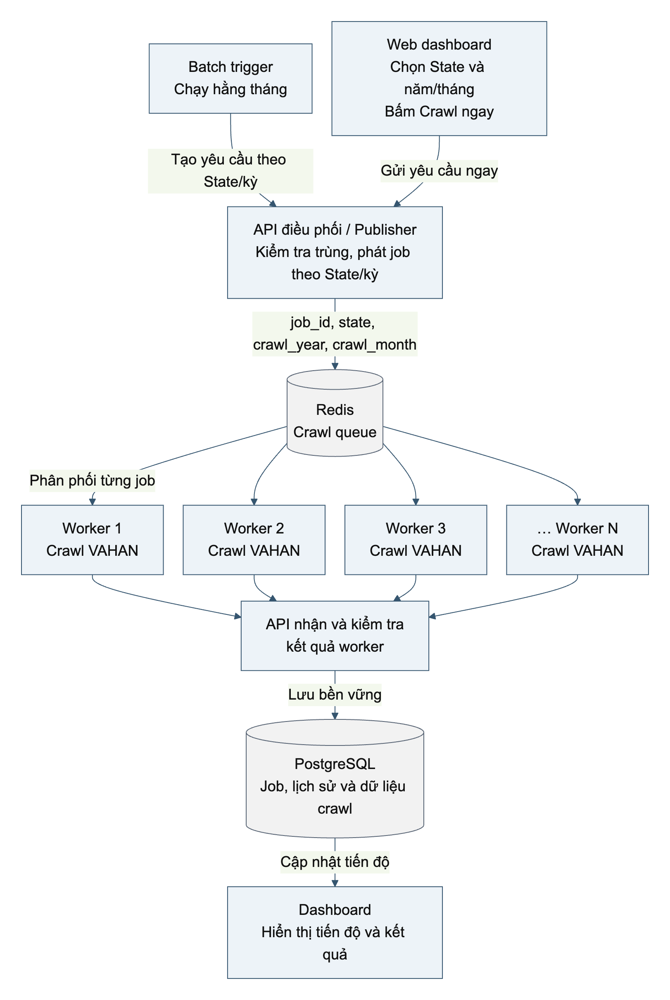 Batch trigger
Chạy hằng tháng
Web dashboard
Chọn State và
năm/tháng
Bấm Crawl ngay
Tạo yêu cầu theo
State/kỳ
Gửi yêu cầu ngay
API điều phối / Publisher
Kiểm tra trùng, phát job
theo State/kỳ
job_id, state,
crawl_year, crawl_month
Redis
Crawl queue
Phân phối từng job
Worker 1
Crawl VAHAN
Worker 2
Crawl VAHAN
Worker 3
Crawl VAHAN
… Worker N
Crawl VAHAN
API nhận và kiểm tra
kết quả worker
Lưu bền vững
PostgreSQL
Job, lịch sử và dữ liệu
crawl
Cập nhật tiến độ
Dashboard
Hiển thị tiến độ và kết
quả